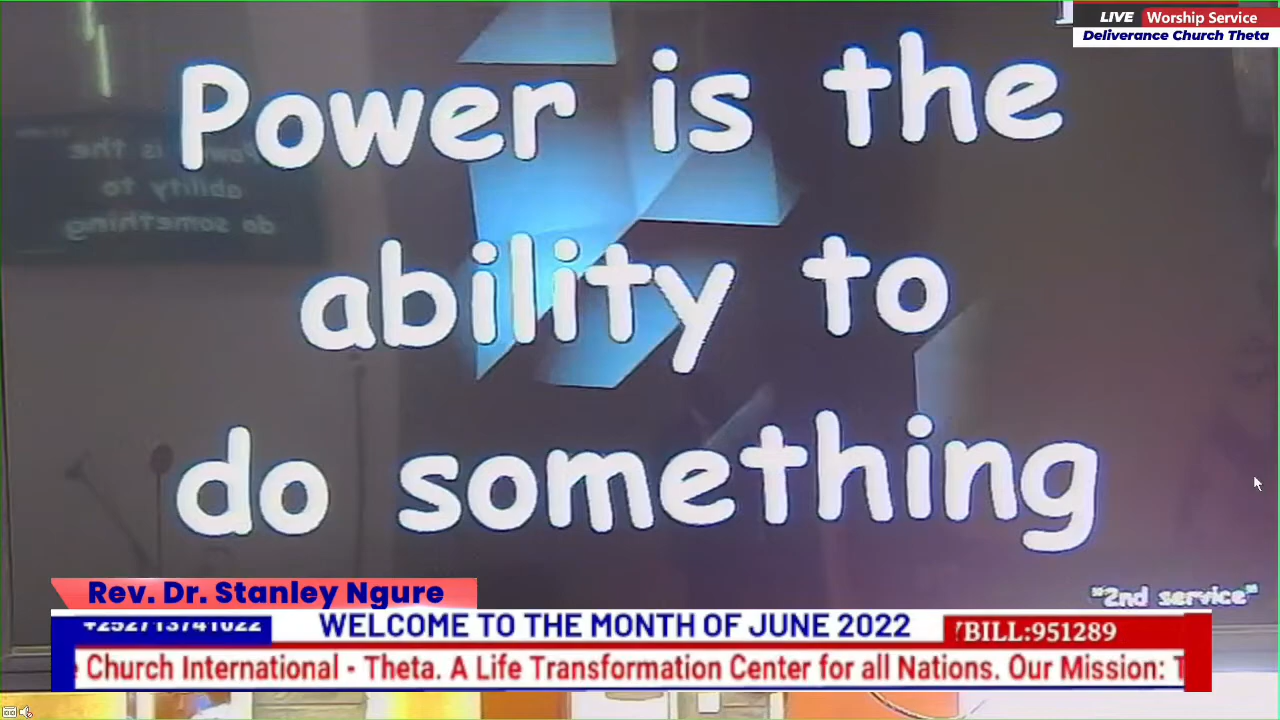 LIVE Worship Service
Deliverance Church Theta
Power is the
ability to
do something
"2nd service"
Rev. Dr. Stanley Ngure
+252713741022 WELCOME TO THE MONTH OF JUNE 2022 BILL:951289
Church International - Theta. A Life Transformation Center for all Nations. Our Mission: